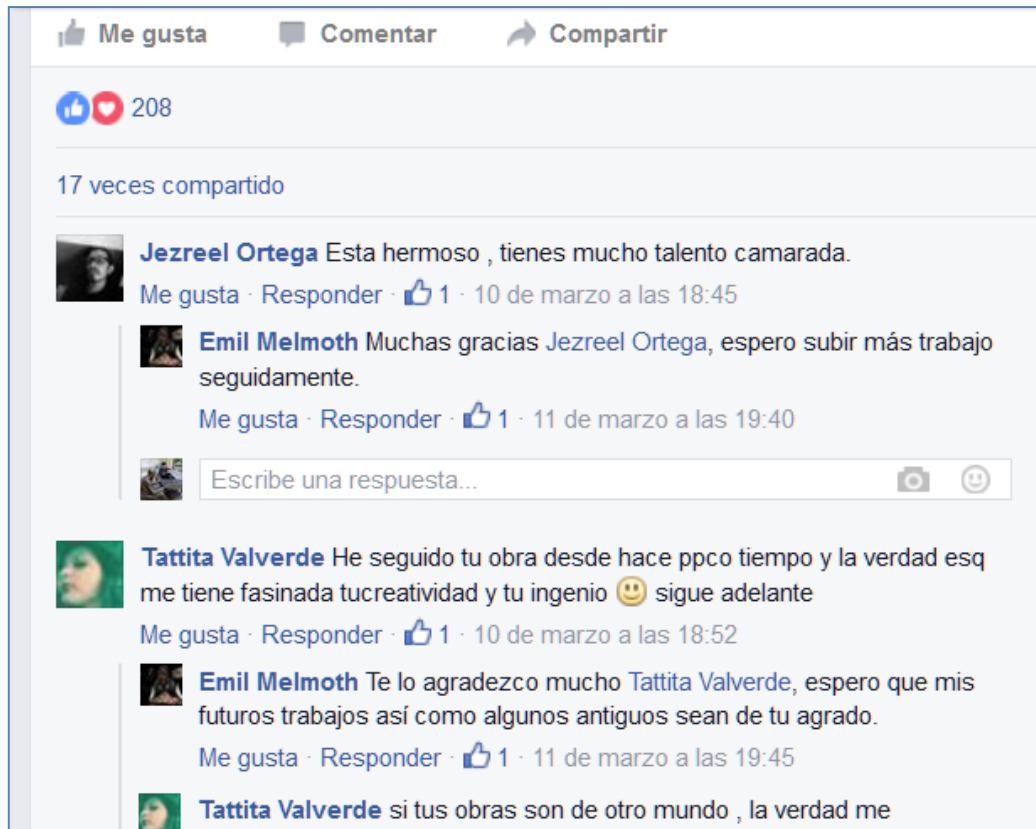 Me gusta Comentar Compartir
208
17 veces compartido
Jezreel Ortega Esta hermoso , tienes mucho talento camarada.
Me gusta · Responder · 1 · 10 de marzo a las 18:45
Emil Melmoth Muchas gracias Jezreel Ortega, espero subir más trabajo
seguidamente.
Me gusta · Responder · 1 · 11 de marzo a las 19:40
Escribe una respuesta...
Tattita Valverde He seguido tu obra desde hace ppco tiempo y la verdad esq
me tiene fasinada tucreatividad y tu ingenio 🙂 sigue adelante
Me gusta · Responder · 1 · 10 de marzo a las 18:52
Emil Melmoth Te lo agradezco mucho Tattita Valverde, espero que mis
futuros trabajos así como algunos antiguos sean de tu agrado.
Me gusta · Responder · 1 · 11 de marzo a las 19:45
Tattita Valverde si tus obras son de otro mundo , la verdad me